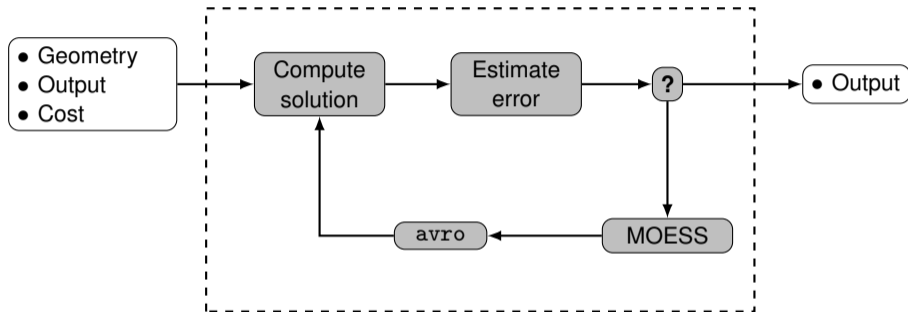 • Geometry
• Output
• Cost
Compute
solution
Estimate
error
?
• Output
avro
MOESS